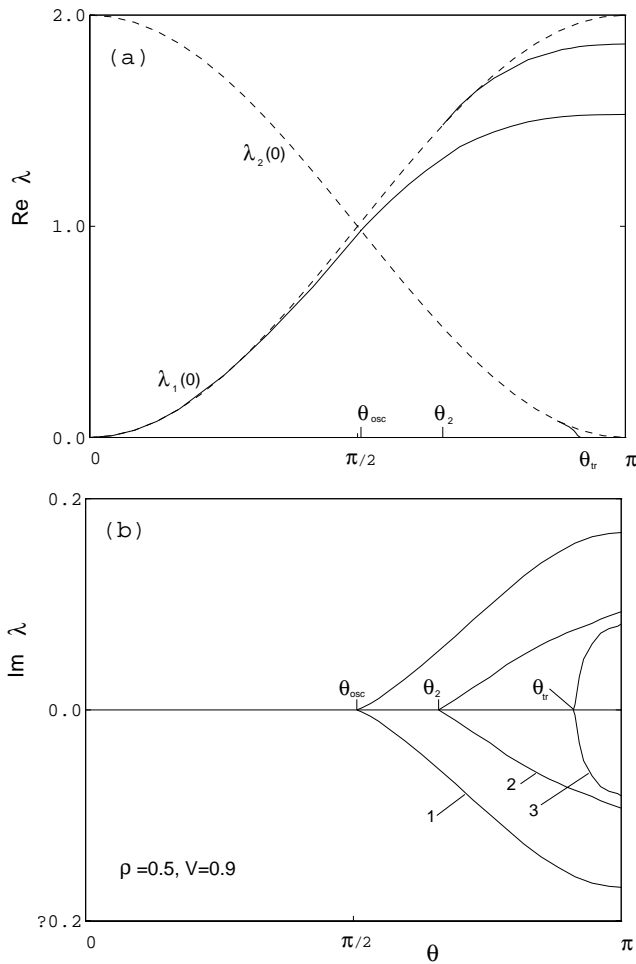 2.0
(a)
λ₂(0)
Re λ
1.0
λ₁(0)
θosc
θ₂
0.0
0
π/2
θtr
π
0.2
(b)
Im λ
θosc
θ₂
θtr
0.0
2
3
1
ρ =0.5, V=0.9
?0.2
0
π/2
θ
π